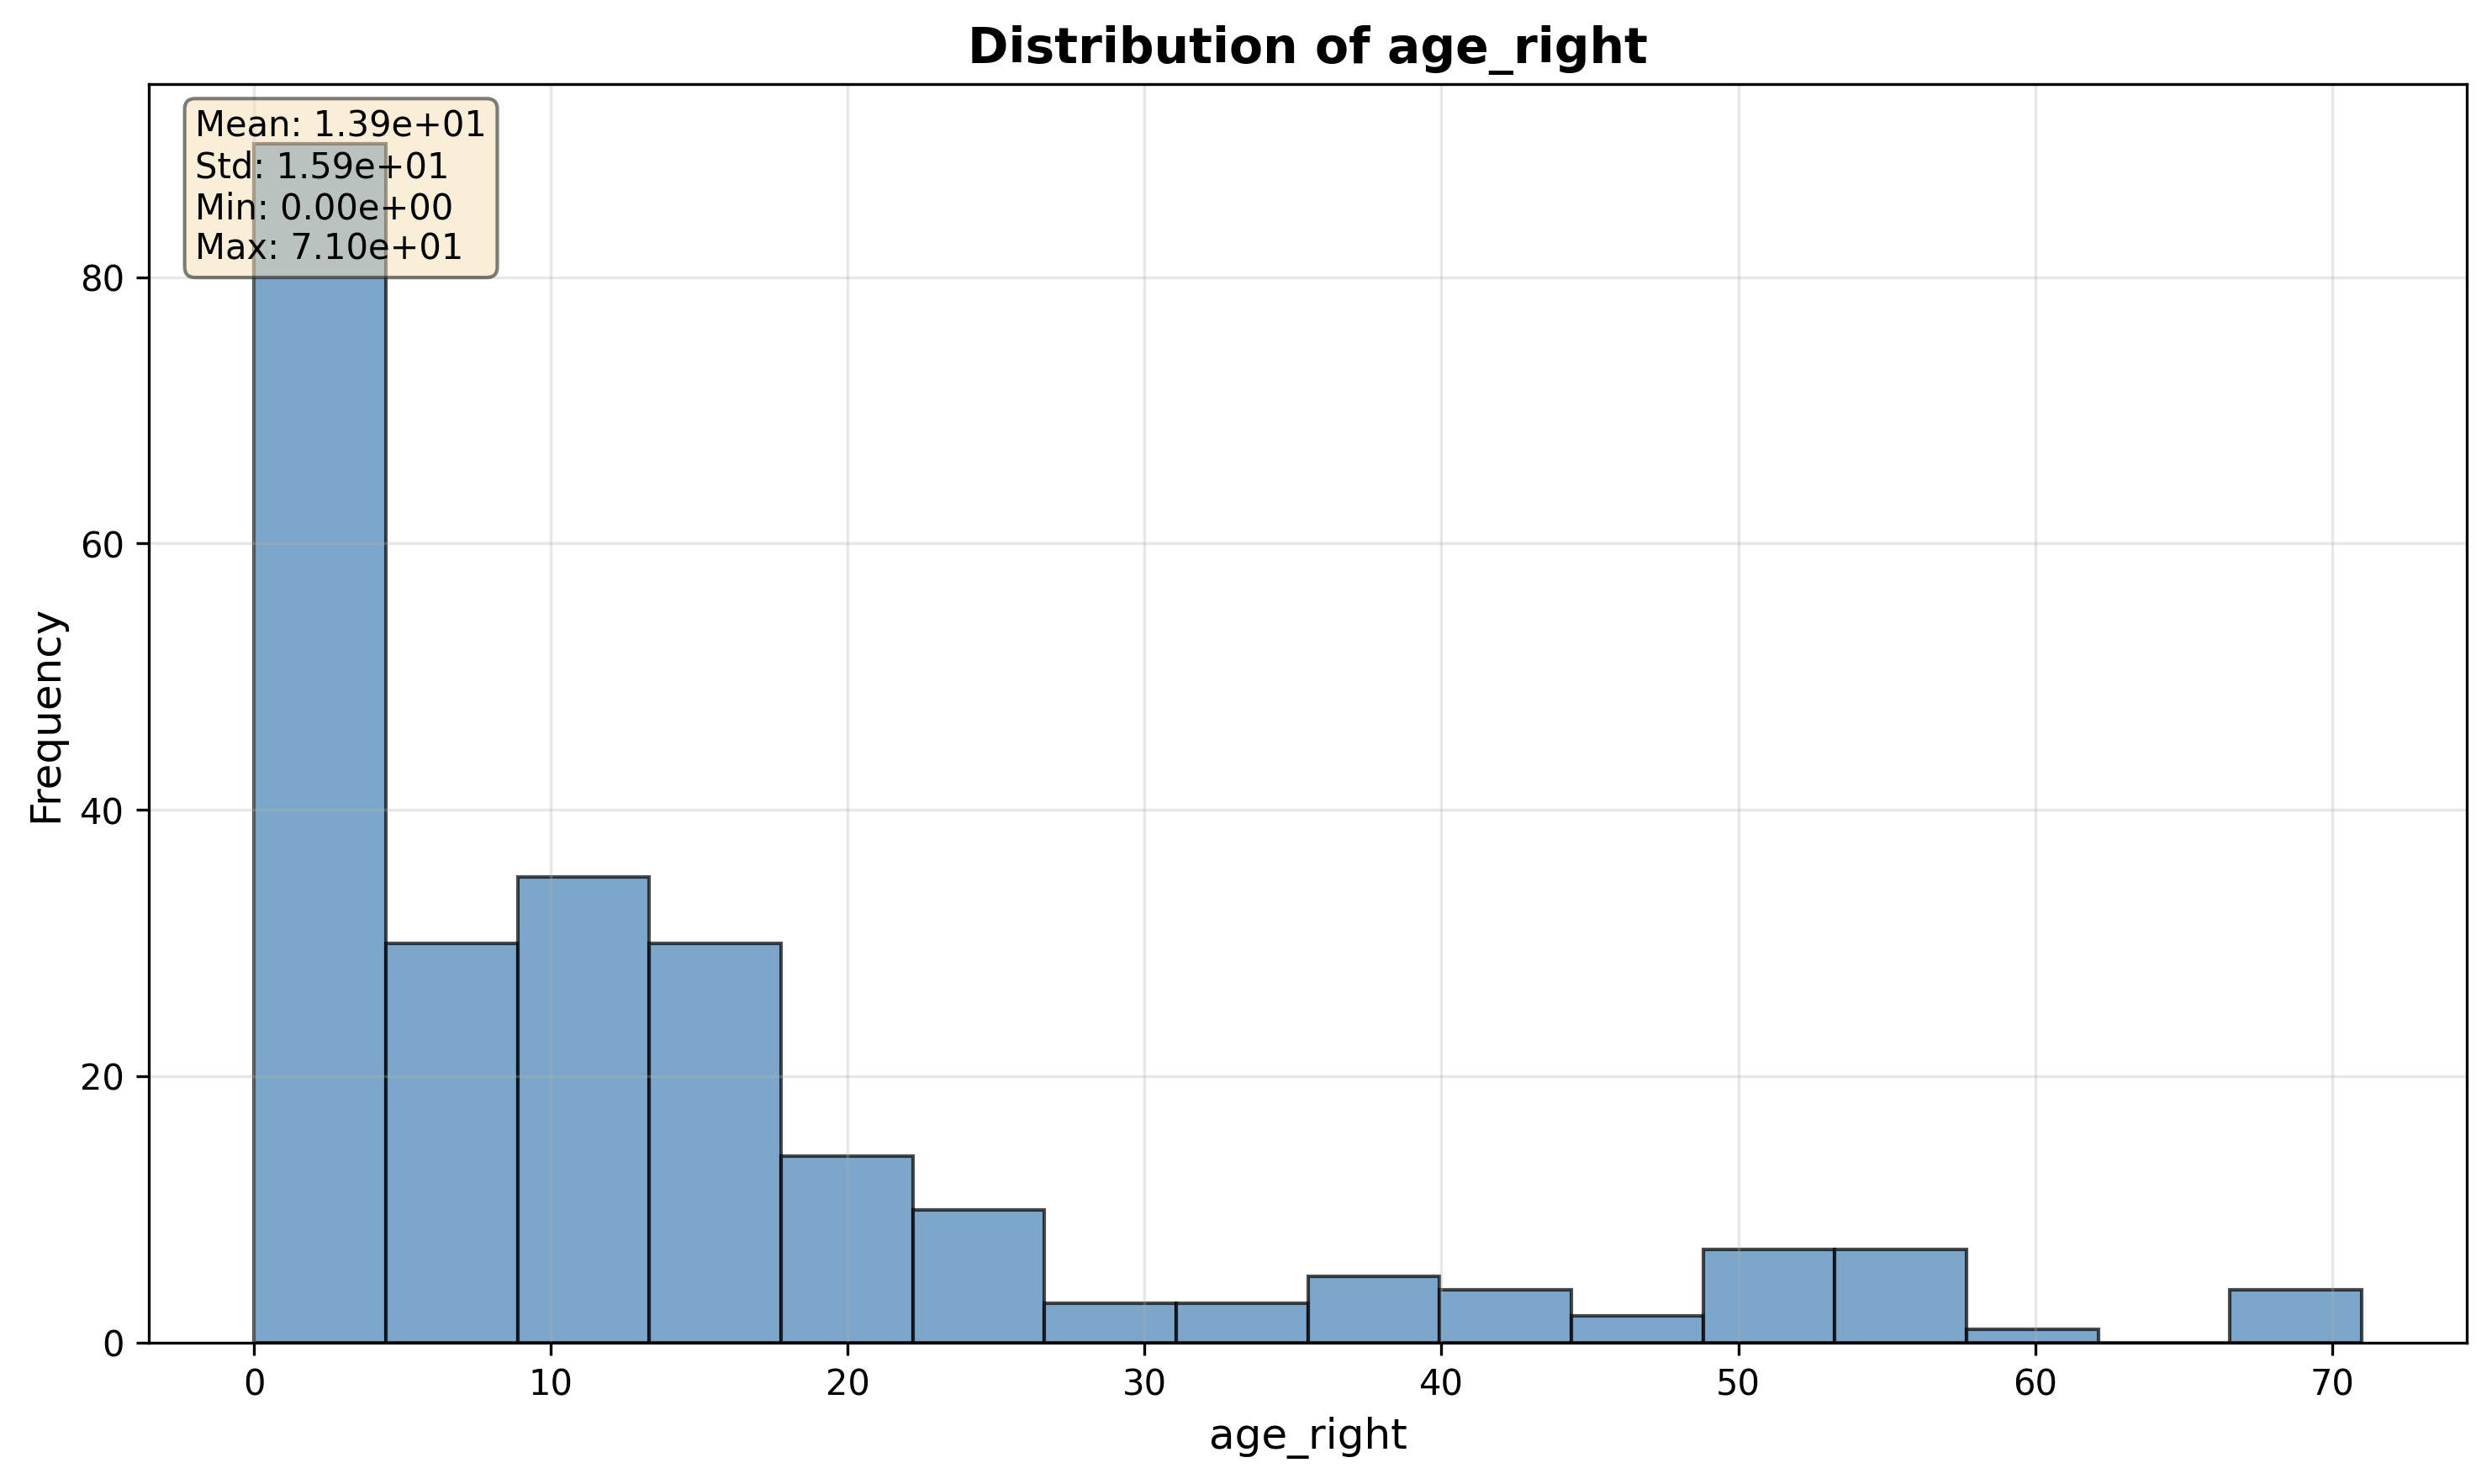 Distribution of age_right
Mean: 1.39e+01
Std: 1.59e+01
Min: 0.00e+00
Max: 7.10e+01
Frequency
80
60
40
20
0
0 10 20 30 40 50 60 70
age_right